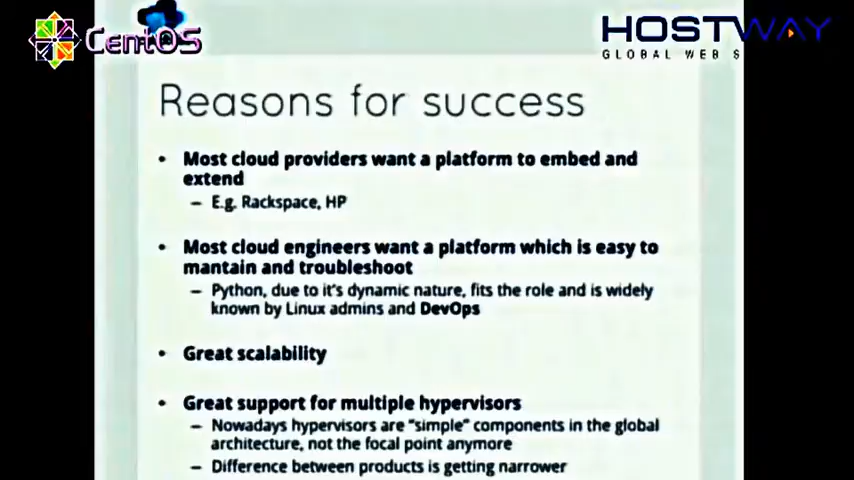 CentOS
HOSTWAY
GLOBAL WEB S
Reasons for success
• Most cloud providers want a platform to embed and
extend
– E.g. Rackspace, HP
• Most cloud engineers want a platform which is easy to
mantain and troubleshoot
– Python, due to it's dynamic nature, fits the role and is widely
known by Linux admins and DevOps
• Great scalability
• Great support for multiple hypervisors
– Nowadays hypervisors are "simple" components in the global
architecture, not the focal point anymore
– Difference between products is getting narrower